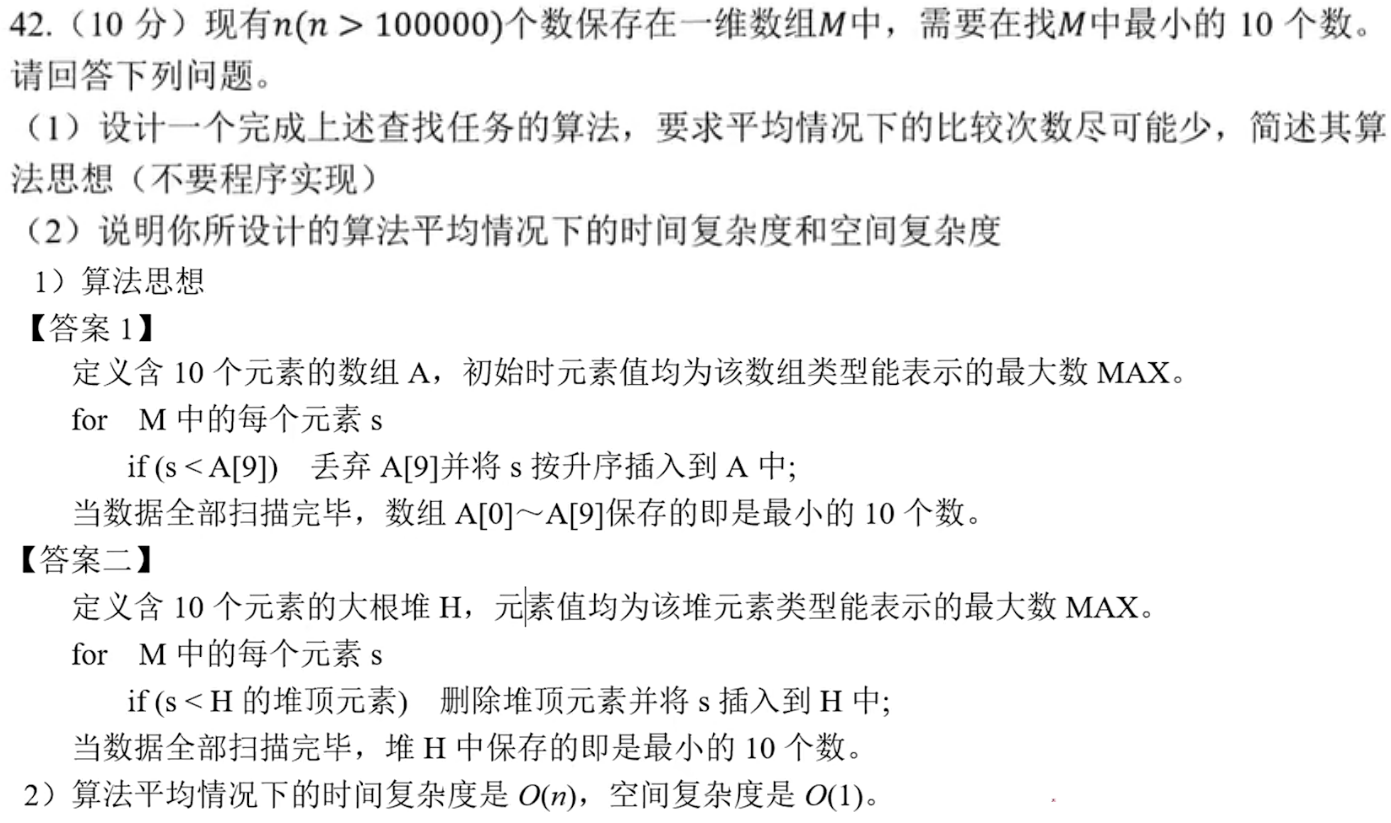 42.（10 分）现有n(n > 100000)个数保存在一维数组M中，需要在找M中最小的 10 个数。
请回答下列问题。
（1）设计一个完成上述查找任务的算法，要求平均情况下的比较次数尽可能少，简述其算
法思想（不要程序实现）
（2）说明你所设计的算法平均情况下的时间复杂度和空间复杂度
1）算法思想
【答案 1】
定义含 10 个元素的数组 A，初始时元素值均为该数组类型能表示的最大数 MAX。
for M 中的每个元素 s
if (s < A[9]) 丢弃 A[9]并将 s 按升序插入到 A 中;
当数据全部扫描完毕，数组 A[0]～A[9]保存的即是最小的 10 个数。
【答案二】
定义含 10 个元素的大根堆 H，元素值均为该堆元素类型能表示的最大数 MAX。
for M 中的每个元素 s
if (s < H 的堆顶元素) 删除堆顶元素并将 s 插入到 H 中;
当数据全部扫描完毕，堆 H 中保存的即是最小的 10 个数。
2）算法平均情况下的时间复杂度是 O(n)，空间复杂度是 O(1)。